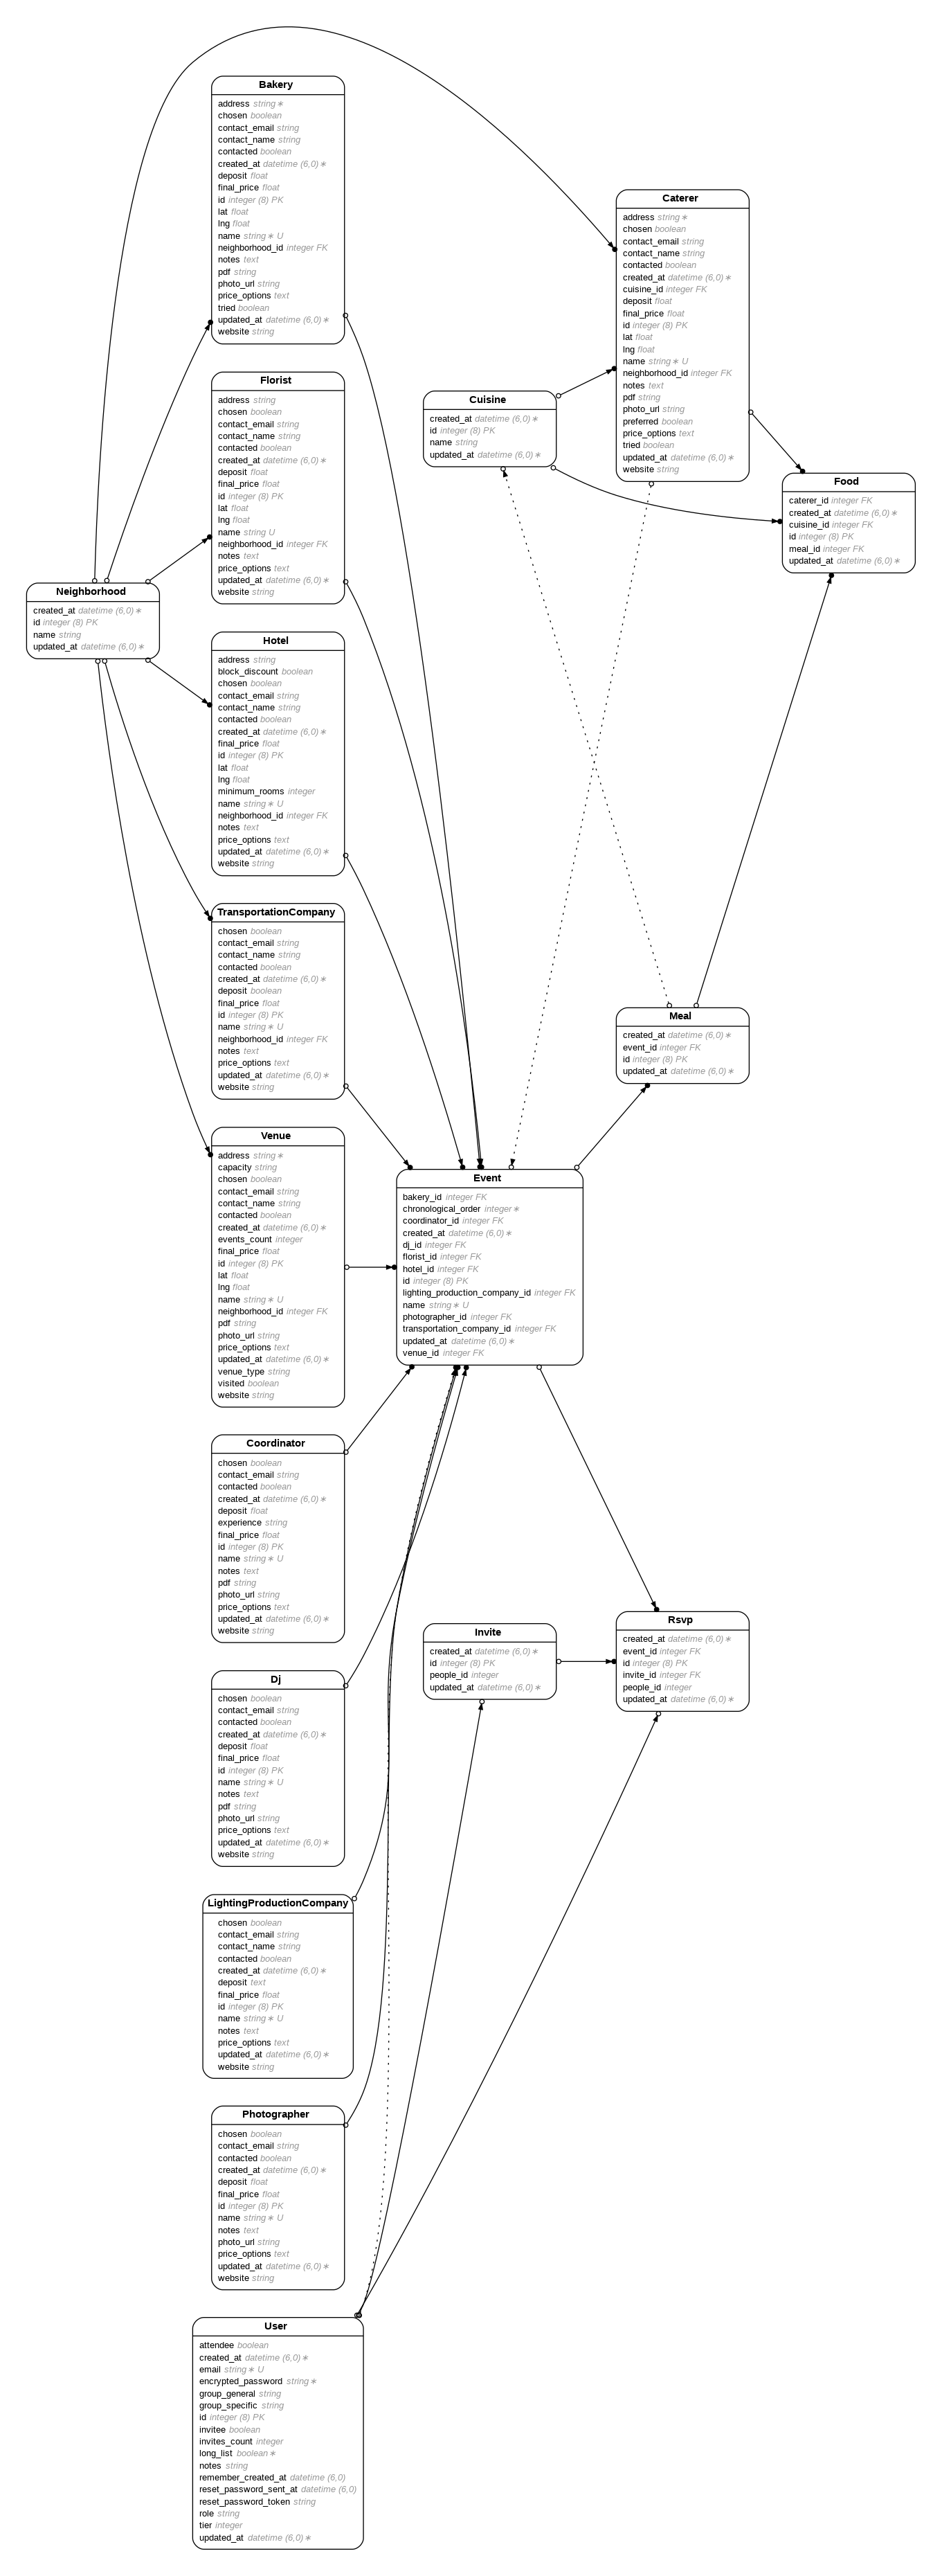 Bakery
address string∗
chosen boolean
contact_email string
contact_name string
contacted boolean
created_at datetime (6,0)∗
deposit float
final_price float
id integer (8) PK
lat float
lng float
name string∗ U
neighborhood_id integer FK
notes text
pdf string
photo_url string
price_options text
tried boolean
updated_at datetime (6,0)∗
website string
Caterer
address string∗
chosen boolean
contact_email string
contact_name string
contacted boolean
created_at datetime (6,0)∗
cuisine_id integer FK
deposit float
final_price float
id integer (8) PK
lat float
lng float
name string∗ U
neighborhood_id integer FK
notes text
pdf string
photo_url string
preferred boolean
price_options text
tried boolean
updated_at datetime (6,0)∗
website string
Florist
address string
chosen boolean
contact_email string
contact_name string
contacted boolean
created_at datetime (6,0)∗
deposit float
final_price float
id integer (8) PK
lat float
lng float
name string U
neighborhood_id integer FK
notes text
price_options text
updated_at datetime (6,0)∗
website string
Cuisine
created_at datetime (6,0)∗
id integer (8) PK
name string
updated_at datetime (6,0)∗
Food
caterer_id integer FK
created_at datetime (6,0)∗
cuisine_id integer FK
id integer (8) PK
meal_id integer FK
updated_at datetime (6,0)∗
Neighborhood
created_at datetime (6,0)∗
id integer (8) PK
name string
updated_at datetime (6,0)∗
Hotel
address string
block_discount boolean
chosen boolean
contact_email string
contact_name string
contacted boolean
created_at datetime (6,0)∗
final_price float
id integer (8) PK
lat float
lng float
minimum_rooms integer
name string∗ U
neighborhood_id integer FK
notes text
price_options text
updated_at datetime (6,0)∗
website string
TransportationCompany
chosen boolean
contact_email string
contact_name string
contacted boolean
created_at datetime (6,0)∗
deposit boolean
final_price float
id integer (8) PK
name string∗ U
neighborhood_id integer FK
notes text
price_options text
updated_at datetime (6,0)∗
website string
Meal
created_at datetime (6,0)∗
event_id integer FK
id integer (8) PK
updated_at datetime (6,0)∗
Venue
address string∗
capacity string
chosen boolean
contact_email string
contact_name string
contacted boolean
created_at datetime (6,0)∗
events_count integer
final_price float
id integer (8) PK
lat float
lng float
name string∗ U
neighborhood_id integer FK
pdf string
photo_url string
price_options text
updated_at datetime (6,0)∗
venue_type string
visited boolean
website string
Event
bakery_id integer FK
chronological_order integer∗
coordinator_id integer FK
created_at datetime (6,0)∗
dj_id integer FK
florist_id integer FK
hotel_id integer FK
id integer (8) PK
lighting_production_company_id integer FK
name string∗ U
photographer_id integer FK
transportation_company_id integer FK
updated_at datetime (6,0)∗
venue_id integer FK
Coordinator
chosen boolean
contact_email string
contacted boolean
created_at datetime (6,0)∗
deposit float
experience string
final_price float
id integer (8) PK
name string∗ U
notes text
pdf string
photo_url string
price_options text
updated_at datetime (6,0)∗
website string
Invite
created_at datetime (6,0)∗
id integer (8) PK
people_id integer
updated_at datetime (6,0)∗
Rsvp
created_at datetime (6,0)∗
event_id integer FK
id integer (8) PK
invite_id integer FK
people_id integer
updated_at datetime (6,0)∗
Dj
chosen boolean
contact_email string
contacted boolean
created_at datetime (6,0)∗
deposit float
final_price float
id integer (8) PK
name string∗ U
notes text
pdf string
photo_url string
price_options text
updated_at datetime (6,0)∗
website string
LightingProductionCompany
chosen boolean
contact_email string
contact_name string
contacted boolean
created_at datetime (6,0)∗
deposit text
final_price float
id integer (8) PK
name string∗ U
notes text
price_options text
updated_at datetime (6,0)∗
website string
Photographer
chosen boolean
contact_email string
contacted boolean
created_at datetime (6,0)∗
deposit float
final_price float
id integer (8) PK
name string∗ U
notes text
photo_url string
price_options text
updated_at datetime (6,0)∗
website string
User
attendee boolean
created_at datetime (6,0)∗
email string∗ U
encrypted_password string∗
group_general string
group_specific string
id integer (8) PK
invitee boolean
invites_count integer
long_list boolean∗
notes string
remember_created_at datetime (6,0)
reset_password_sent_at datetime (6,0)
reset_password_token string
role string
tier integer
updated_at datetime (6,0)∗